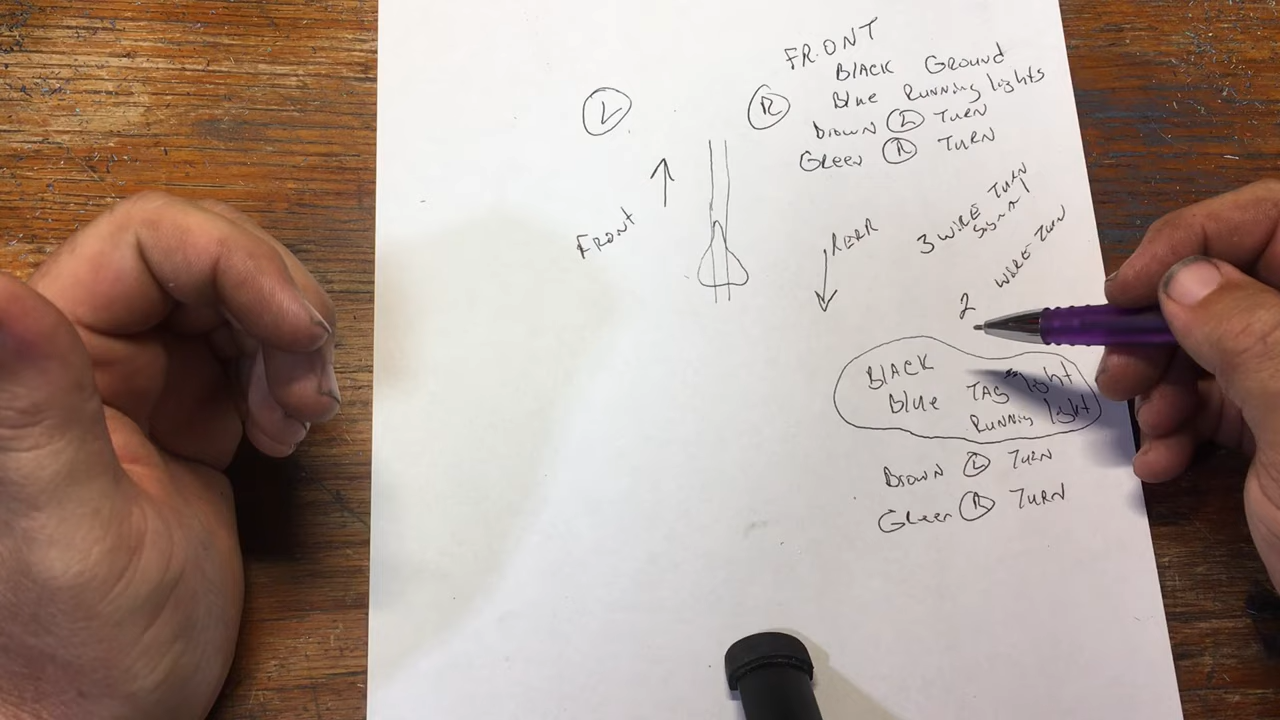 FRONT
BLACK GROUND
Blue Running lights
L
R
Brown L TURN
Green R TURN
3 WIRE TURN
Signal
FRONT
REAR
2 WIRE TURN
BLACK
Blue TAG light
Running light
Brown L TURN
Green R TURN